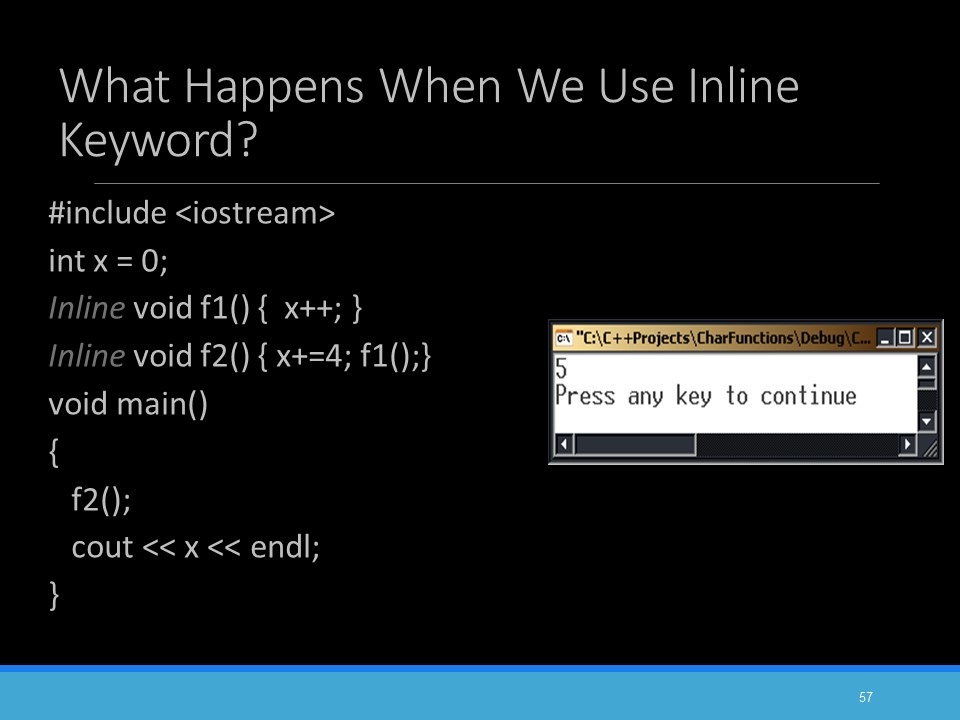 What Happens When We Use Inline
Keyword?
#include <iostream>
int x = 0;
Inline void f1() {  x++; }
Inline void f2() { x+=4; f1();}
void main()
{
f2();
cout << x << endl;
}
C:\ "C:\C++Projects\CharFunctions\Debug\C...
5
Press any key to continue
57